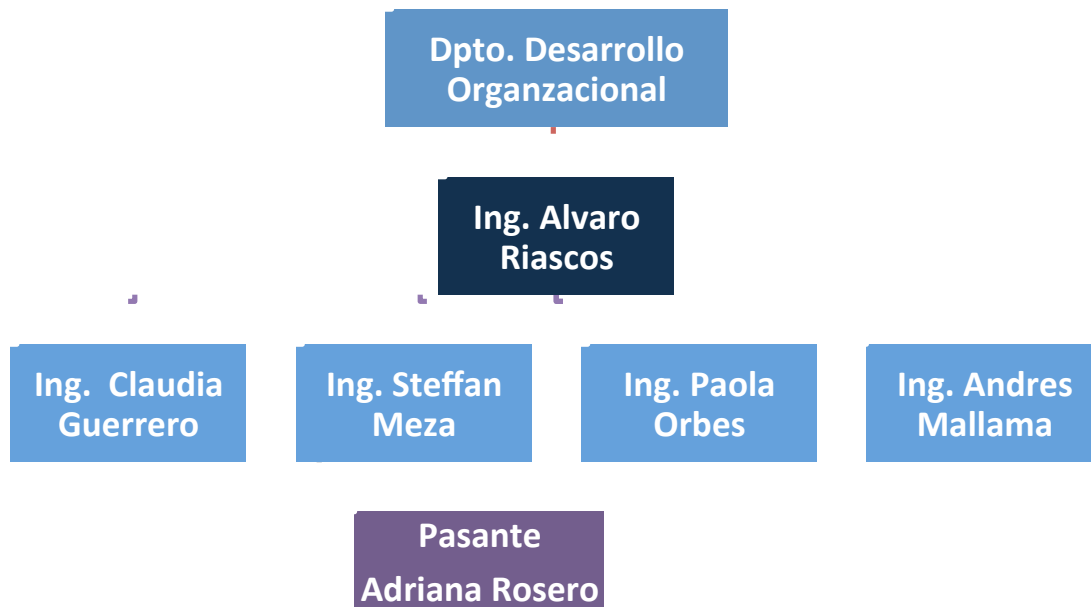 Dpto. Desarrollo
Organzacional
Ing. Alvaro
Riascos
Ing. Claudia
Guerrero
Ing. Steffan
Meza
Ing. Paola
Orbes
Ing. Andres
Mallama
Pasante
Adriana Rosero